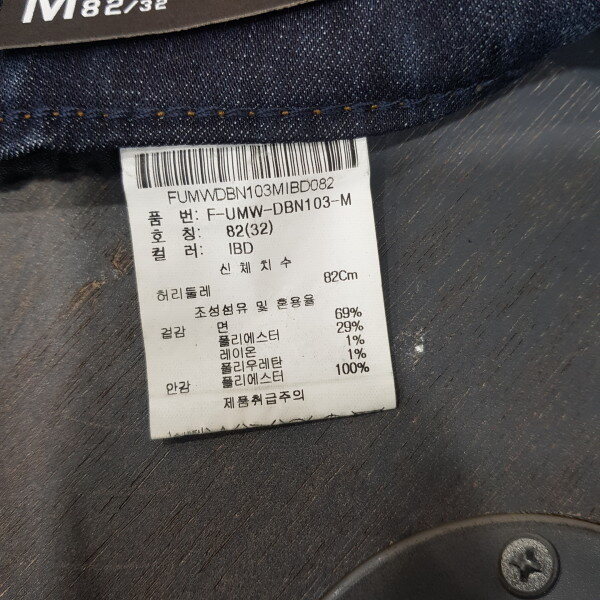 M 82/32
FUMWDBN103MIBD082
품 번: F-UMW-DBN103-M
호 칭: 82(32)
컬 러: IBD
신 체 치 수
허리둘레 82Cm
조성섬유 및 혼용율
겉감 면 69%
폴리에스터 29%
레이온 1%
폴리우레탄 1%
안감 폴리에스터 100%
제품취급주의